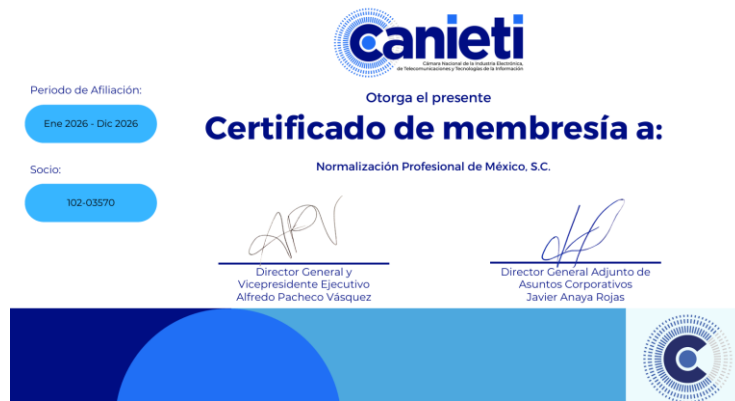 Canieti
Cámara Nacional de la Industria Electrónica,
de Telecomunicaciones y Tecnologías de la Información
Periodo de Afiliación:
Ene 2026 - Dic 2026
Socio:
102-03570
Otorga el presente
Certificado de membresía a:
Normalización Profesional de México, S.C.
Director General y
Vicepresidente Ejecutivo
Alfredo Pacheco Vásquez
Director General Adjunto de
Asuntos Corporativos
Javier Anaya Rojas